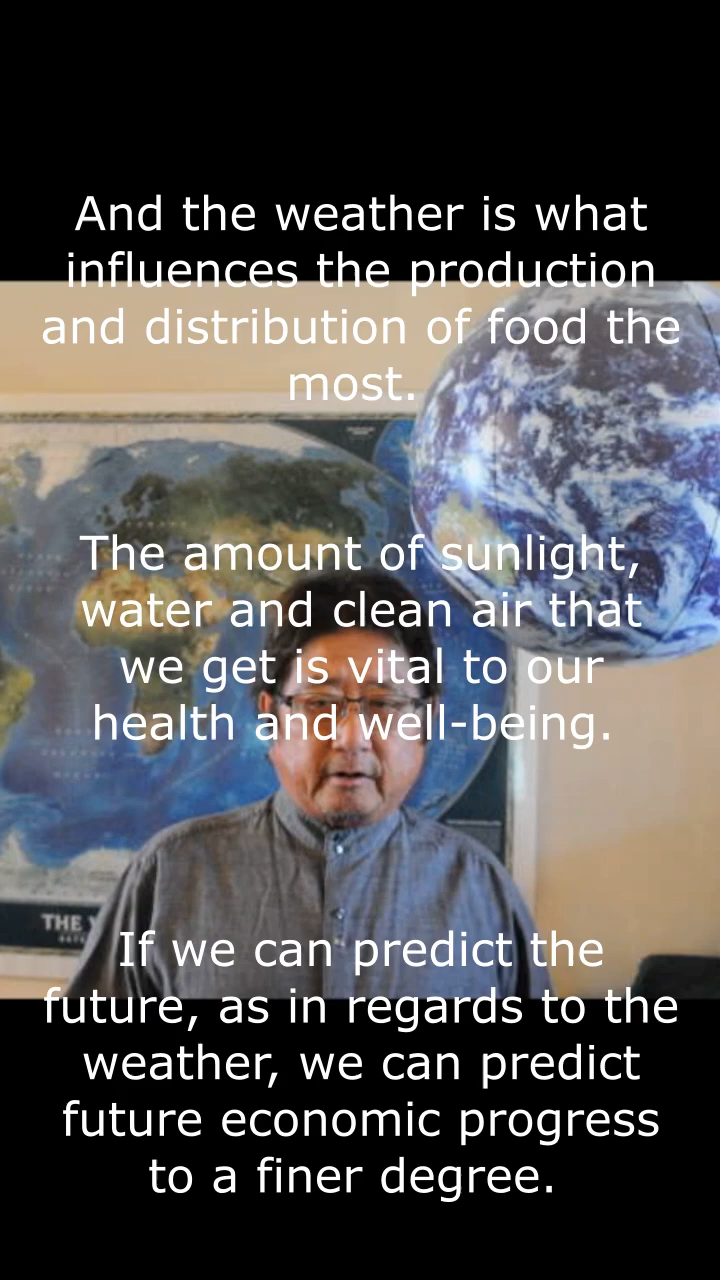 And the weather is what
influences the production
and distribution of food the
most.
The amount of sunlight,
water and clean air that
we get is vital to our
health and well-being.
THE
If we can predict the
future, as in regards to the
weather, we can predict
future economic progress
to a finer degree.